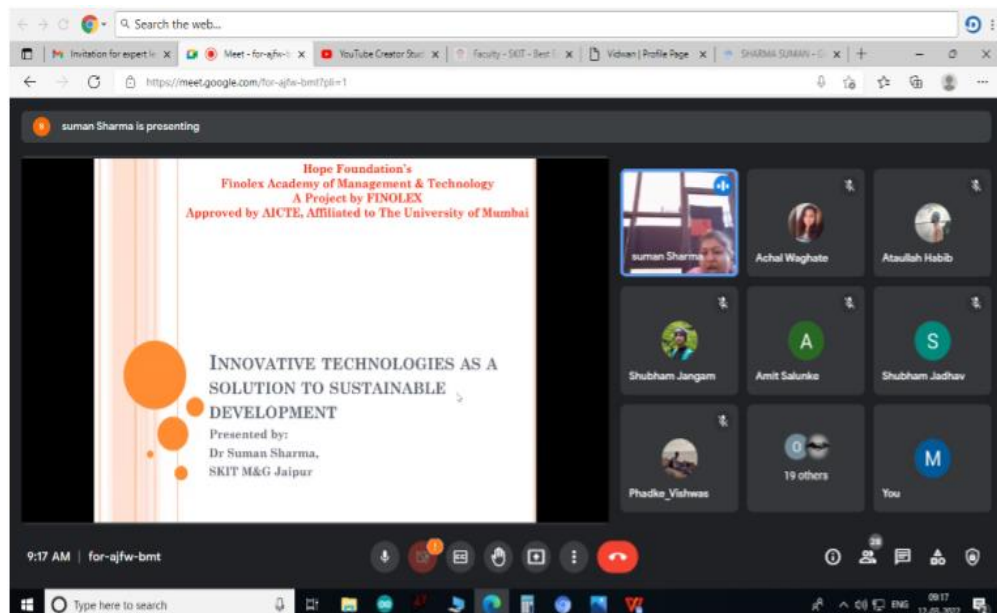 Search the web...
Invitation for expert le
Meet - for-ajfw-b
YouTube Creator Stud
Faculty - SKIT - Best
Vidwan | Profile Page
SHARMA SUMAN - G
https://meet.google.com/for-ajfw-bmt?pli=1
suman Sharma is presenting
Hope Foundation's
Finolex Academy of Management & Technology
A Project by FINOLEX
Approved by AICTE, Affiliated to The University of Mumbai
INNOVATIVE TECHNOLOGIES AS A
SOLUTION TO SUSTAINABLE
DEVELOPMENT
Presented by:
Dr Suman Sharma,
SKIT M&G Jaipur
suman Sharma
Achal Waghate
Ataullah Habib
Shubham Jangam
A
Amit Salunke
S
Shubham Jadhav
Phadke_Vishwas
19 others
M
You
9:17 AM | for-ajfw-bmt
28
Type here to search
ENG
09:17